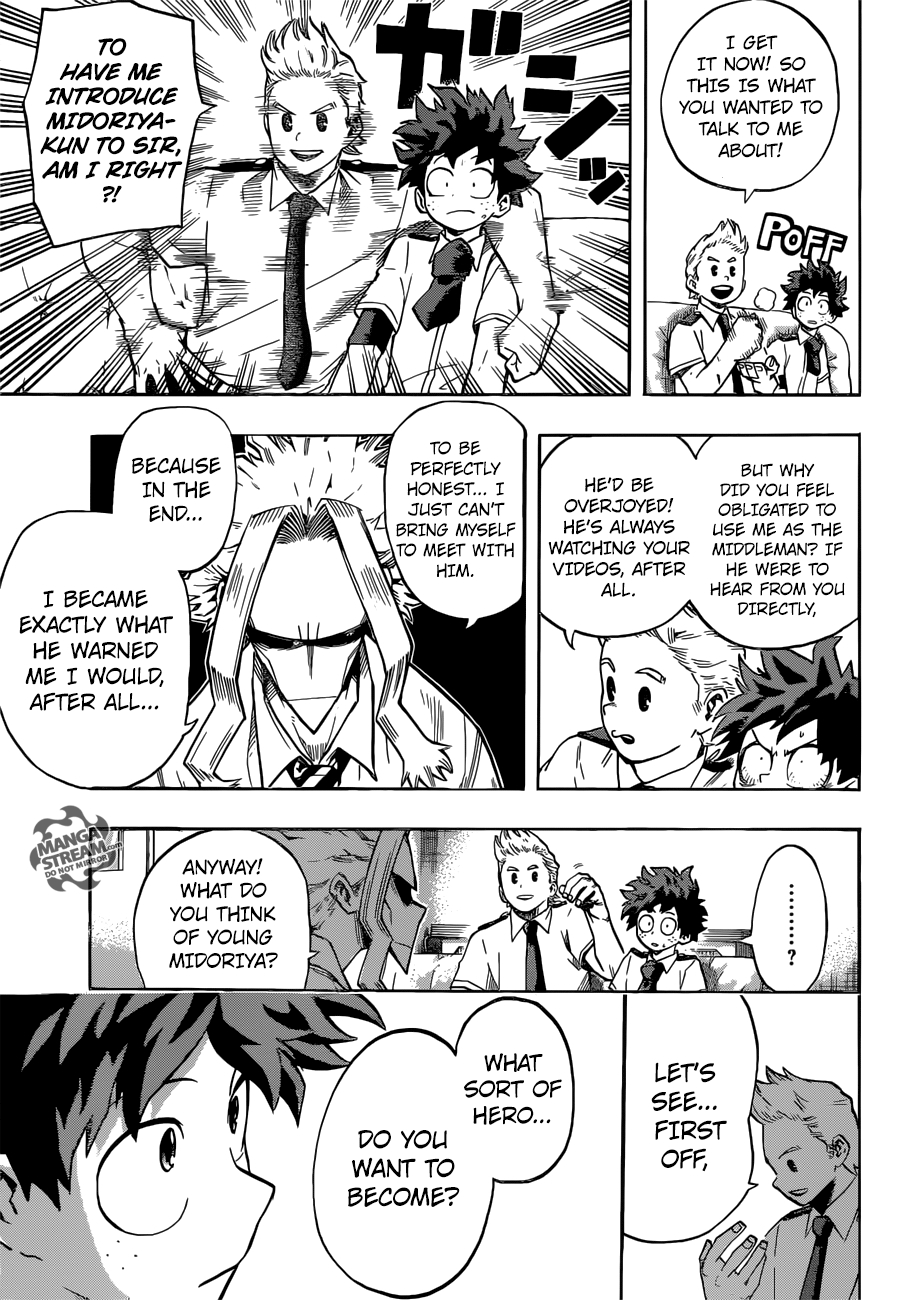 I GET
IT NOW! SO
THIS IS WHAT
YOU WANTED TO
TALK TO ME
ABOUT!
POFF
TO
HAVE ME
INTRODUCE
MIDORIYA-
KUN TO SIR,
AM I RIGHT
?!
ガシッ
BUT WHY
DID YOU FEEL
OBLIGATED TO
USE ME AS THE
MIDDLEMAN? IF
HE WERE TO
HEAR FROM YOU
DIRECTLY,
HE'D BE
OVERJOYED!
HE'S ALWAYS
WATCHING YOUR
VIDEOS, AFTER
ALL.
TO BE
PERFECTLY
HONEST... I
JUST CAN'T
BRING MYSELF
TO MEET WITH
HIM.
BECAUSE
IN THE
END...
I BECAME
EXACTLY WHAT
HE WARNED
ME I WOULD,
AFTER ALL...
.........?
ANYWAY!
WHAT DO
YOU THINK
OF YOUNG
MIDORIYA?
MANGA
STREAM.com
DO NOT MIRROR
LET'S
SEE...
FIRST
OFF,
WHAT
SORT OF
HERO...
DO YOU
WANT TO
BECOME?